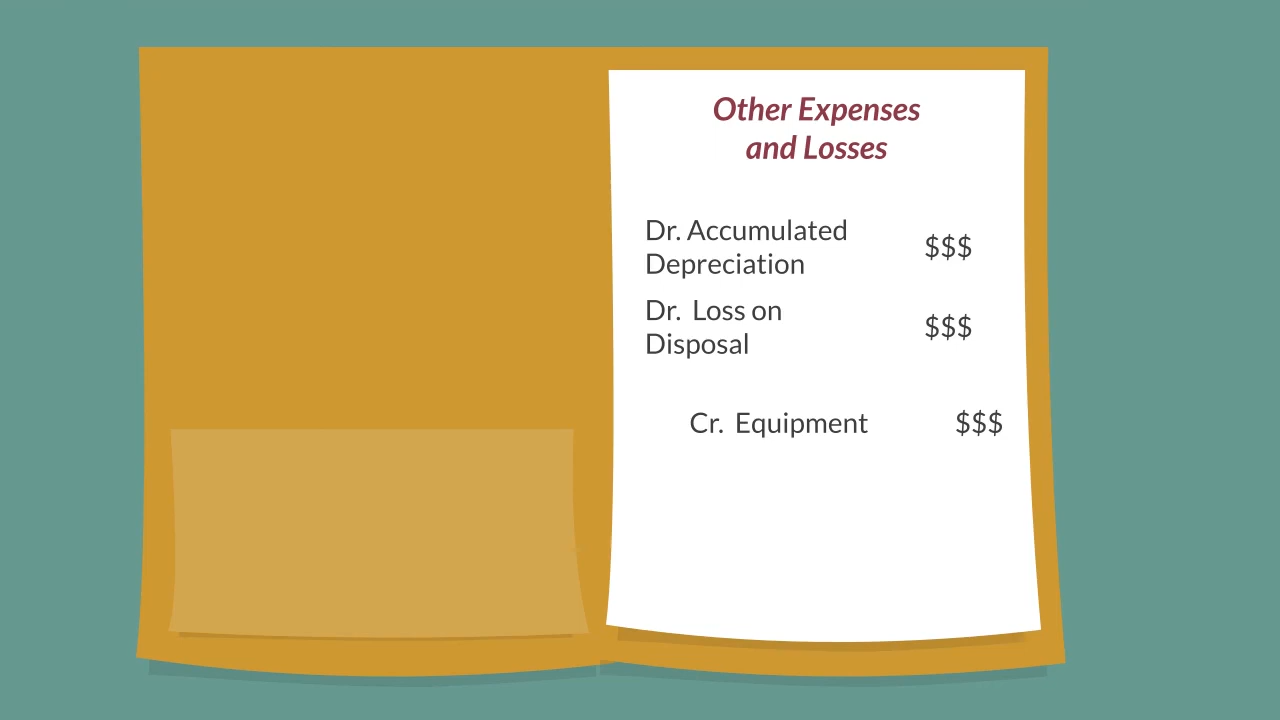 Other Expenses
and Losses
Dr. Accumulated
Depreciation
$$$
Dr. Loss on
Disposal
$$$
Cr. Equipment
$$$